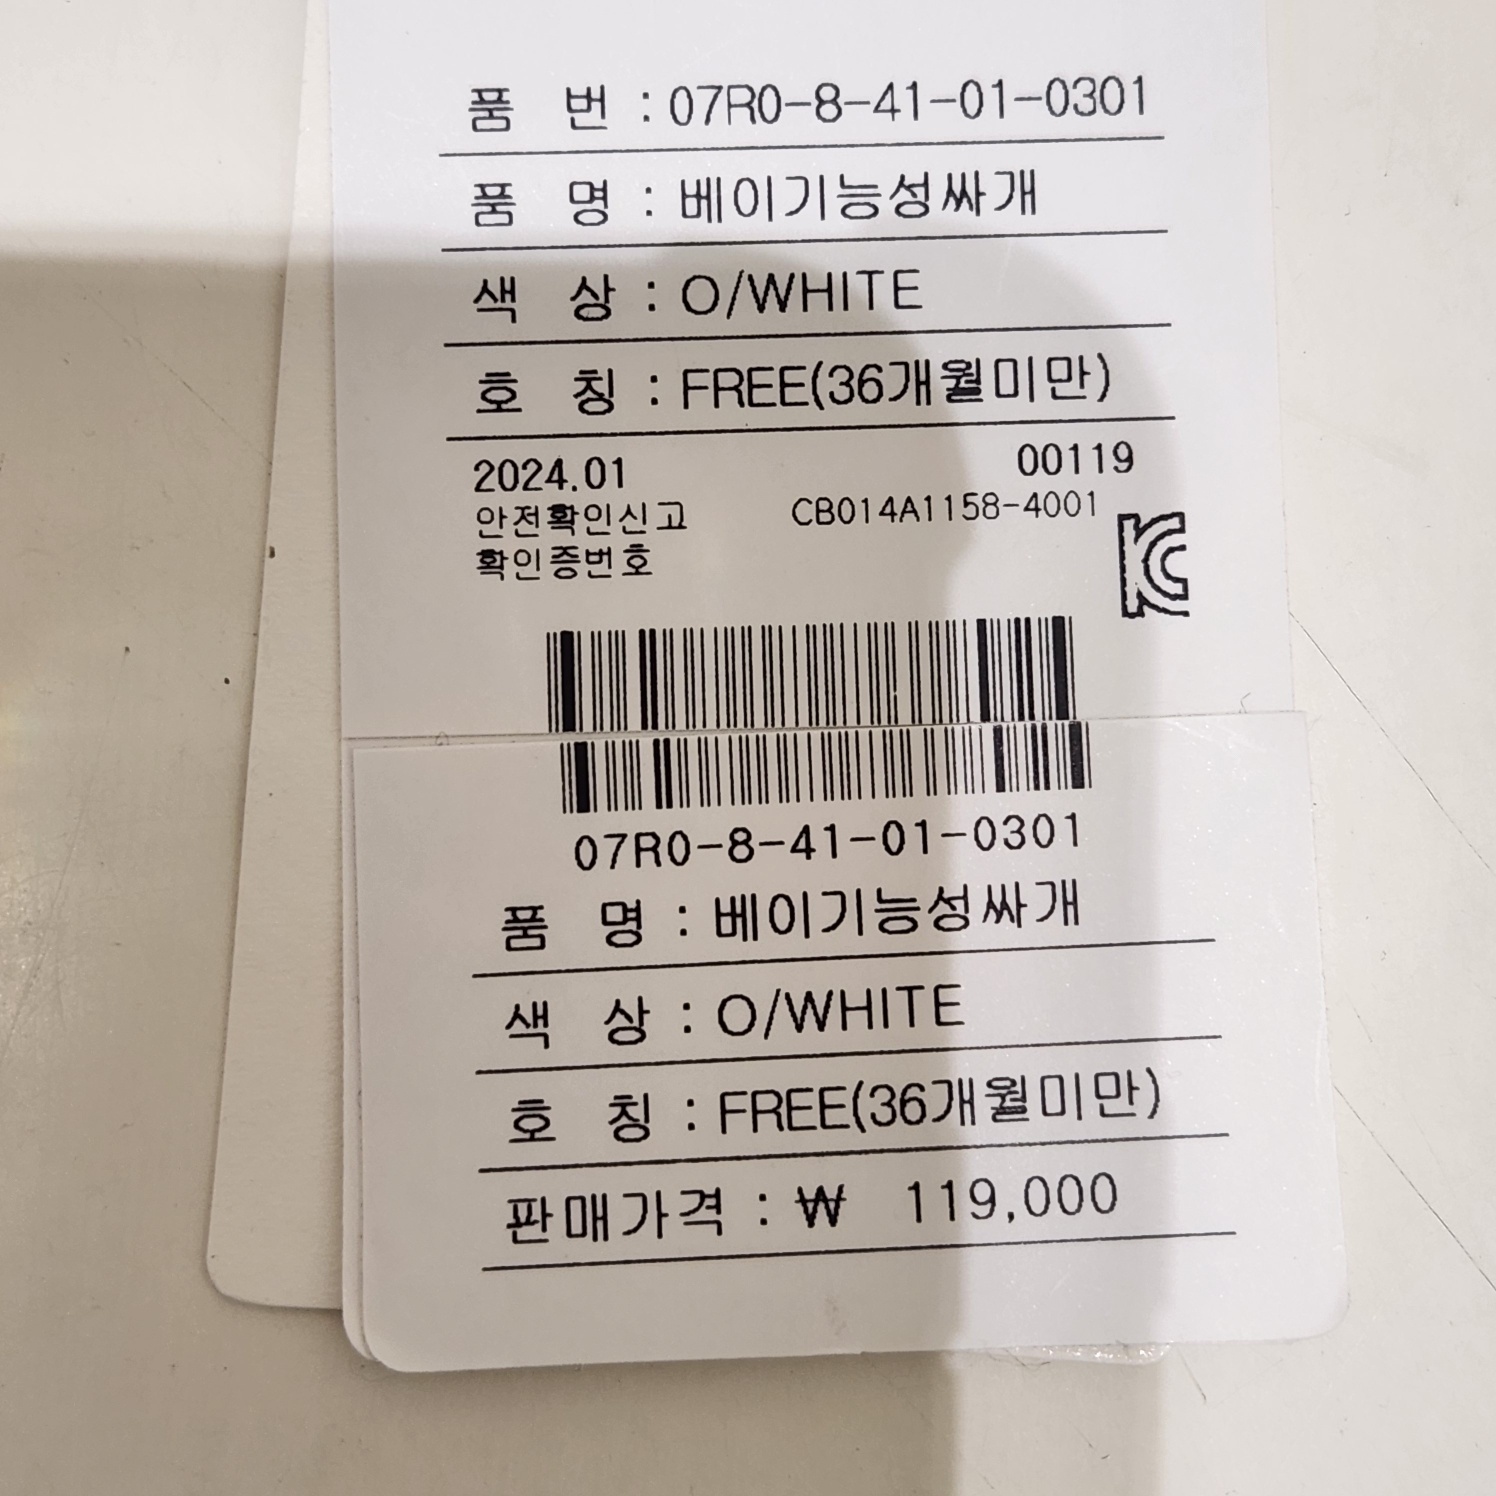 품 번 : 07R0-8-41-01-0301
품 명 : 베이기능성싸개
색 상 : O/WHITE
호 칭 : FREE(36개월미만)
2024.01 00119
안전확인신고 CB014A1158-4001
확인증번호
07R0-8-41-01-0301
품 명 : 베이기능성싸개
색 상 : O/WHITE
호 칭 : FREE(36개월미만)
판매가격 : ₩ 119,000